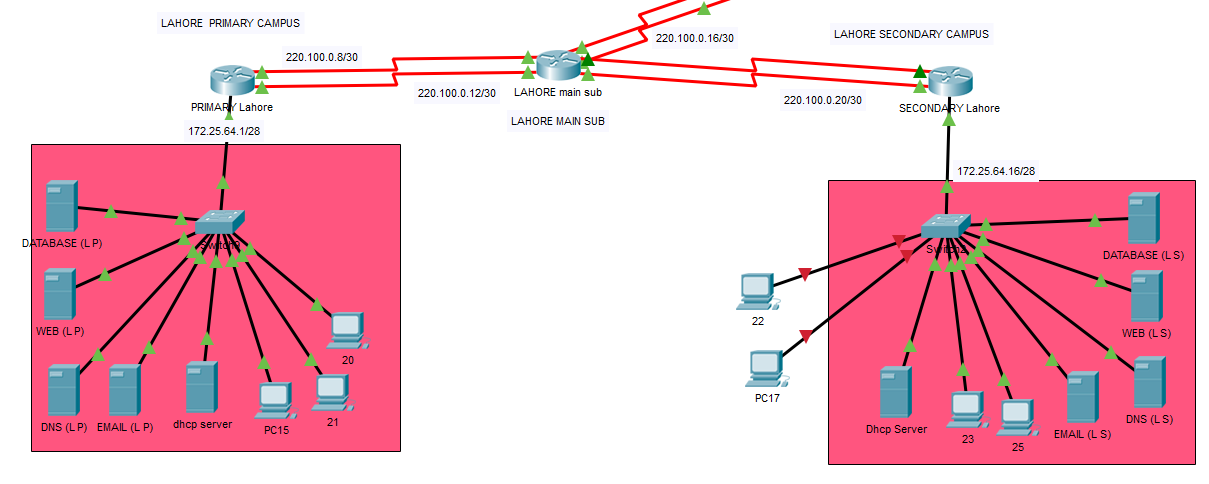 LAHORE  PRIMARY CAMPUS
220.100.0.16/30
LAHORE SECONDARY CAMPUS
220.100.0.8/30
LAHORE main sub
220.100.0.12/30
220.100.0.20/30
PRIMARY Lahore
SECONDARY Lahore
LAHORE MAIN SUB
172.25.64.1/28
172.25.64.16/28
DATABASE (L P)
Switch2
DATABASE (L S)
WEB (L P)
22
WEB (L S)
20
PC17
DNS (L P)
EMAIL (L P)
dhcp server
PC15
21
Dhcp Server
23
25
EMAIL (L S)
DNS (L S)